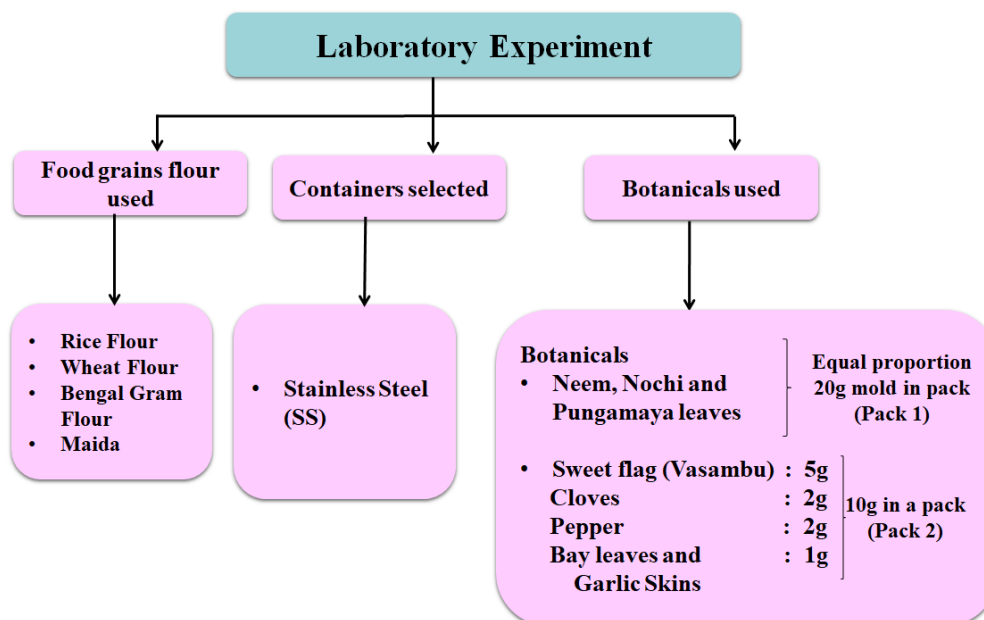 Laboratory Experiment
Food grains flour
used
Containers selected
Botanicals used
• Rice Flour
• Wheat Flour
• Bengal Gram
Flour
• Maida
• Stainless Steel
(SS)
Botanicals
• Neem, Nochi and
Pungamaya leaves
Equal proportion
20g mold in pack
(Pack 1)
• Sweet flag (Vasambu) : 5g
Cloves : 2g
Pepper : 2g
Bay leaves and : 1g
Garlic Skins
10g in a pack
(Pack 2)